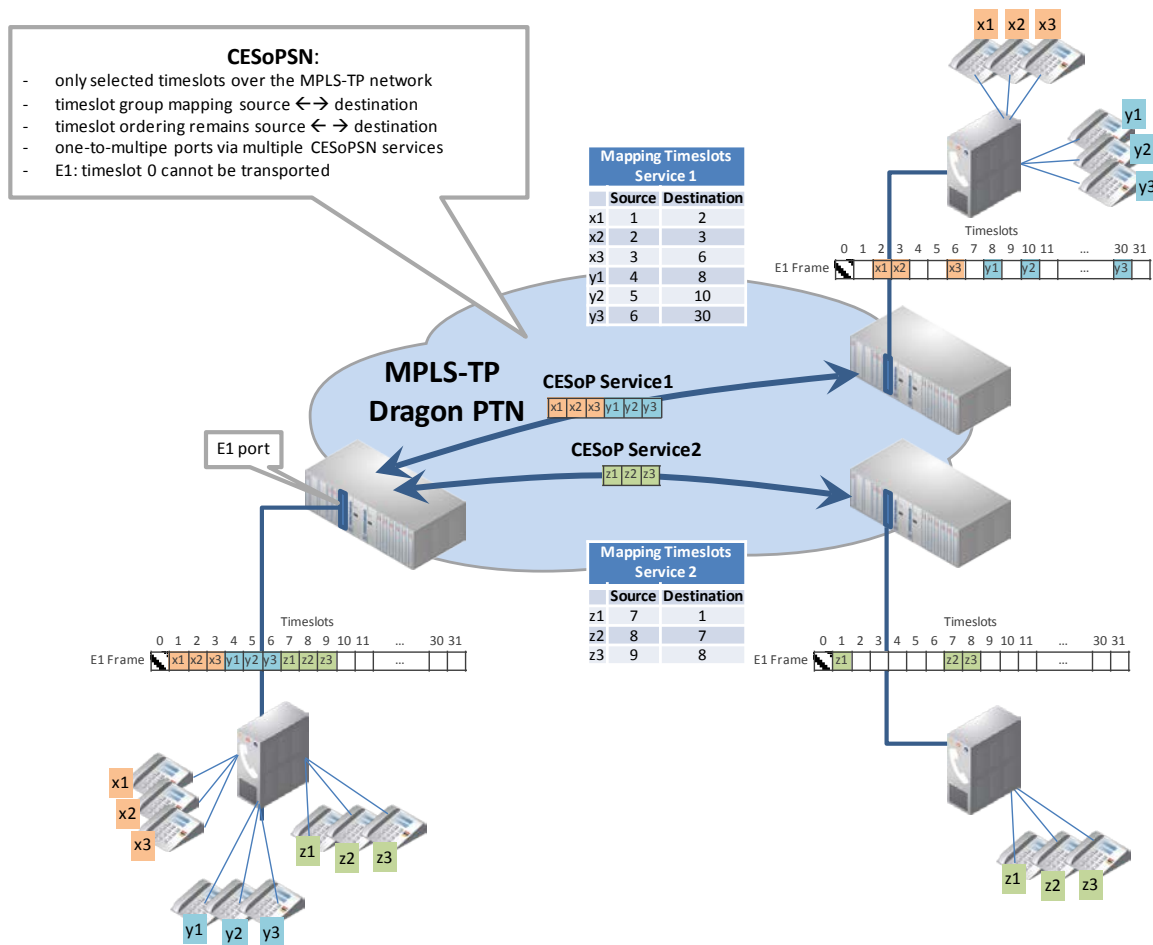 CESoPSN:
- only selected timeslots over the MPLS-TP network
- timeslot group mapping source ←→ destination
- timeslot ordering remains source ← → destination
- one-to-multipe ports via multiple CESoPSN services
- E1: timeslot 0 cannot be transported
x1 x2 x3
y1
y2
y3
Mapping Timeslots
Service 1
Source Destination
x1 1 2
x2 2 3
x3 3 6
y1 4 8
y2 5 10
y3 6 30
Timeslots
0 1 2 3 4 5 6 7 8 9 10 11 ... 30 31
E1 Frame x1 x2 x3 y1 y2 ... y3
MPLS-TP
Dragon PTN
CESoP Service1
x1 x2 x3 y1 y2 y3
E1 port
CESoP Service2
z1 z2 z3
Mapping Timeslots
Service 2
Source Destination
z1 7 1
z2 8 7
z3 9 8
Timeslots
0 1 2 3 4 5 6 7 8 9 10 11 ... 30 31
E1 Frame x1 x2 x3 y1 y2 y3 z1 z2 z3 ...
Timeslots
0 1 2 3 4 5 6 7 8 9 10 11 ... 30 31
E1 Frame z1 z2 z3 ...
x1
x2
x3
z1 z2 z3
y1 y2 y3
z1 z2 z3